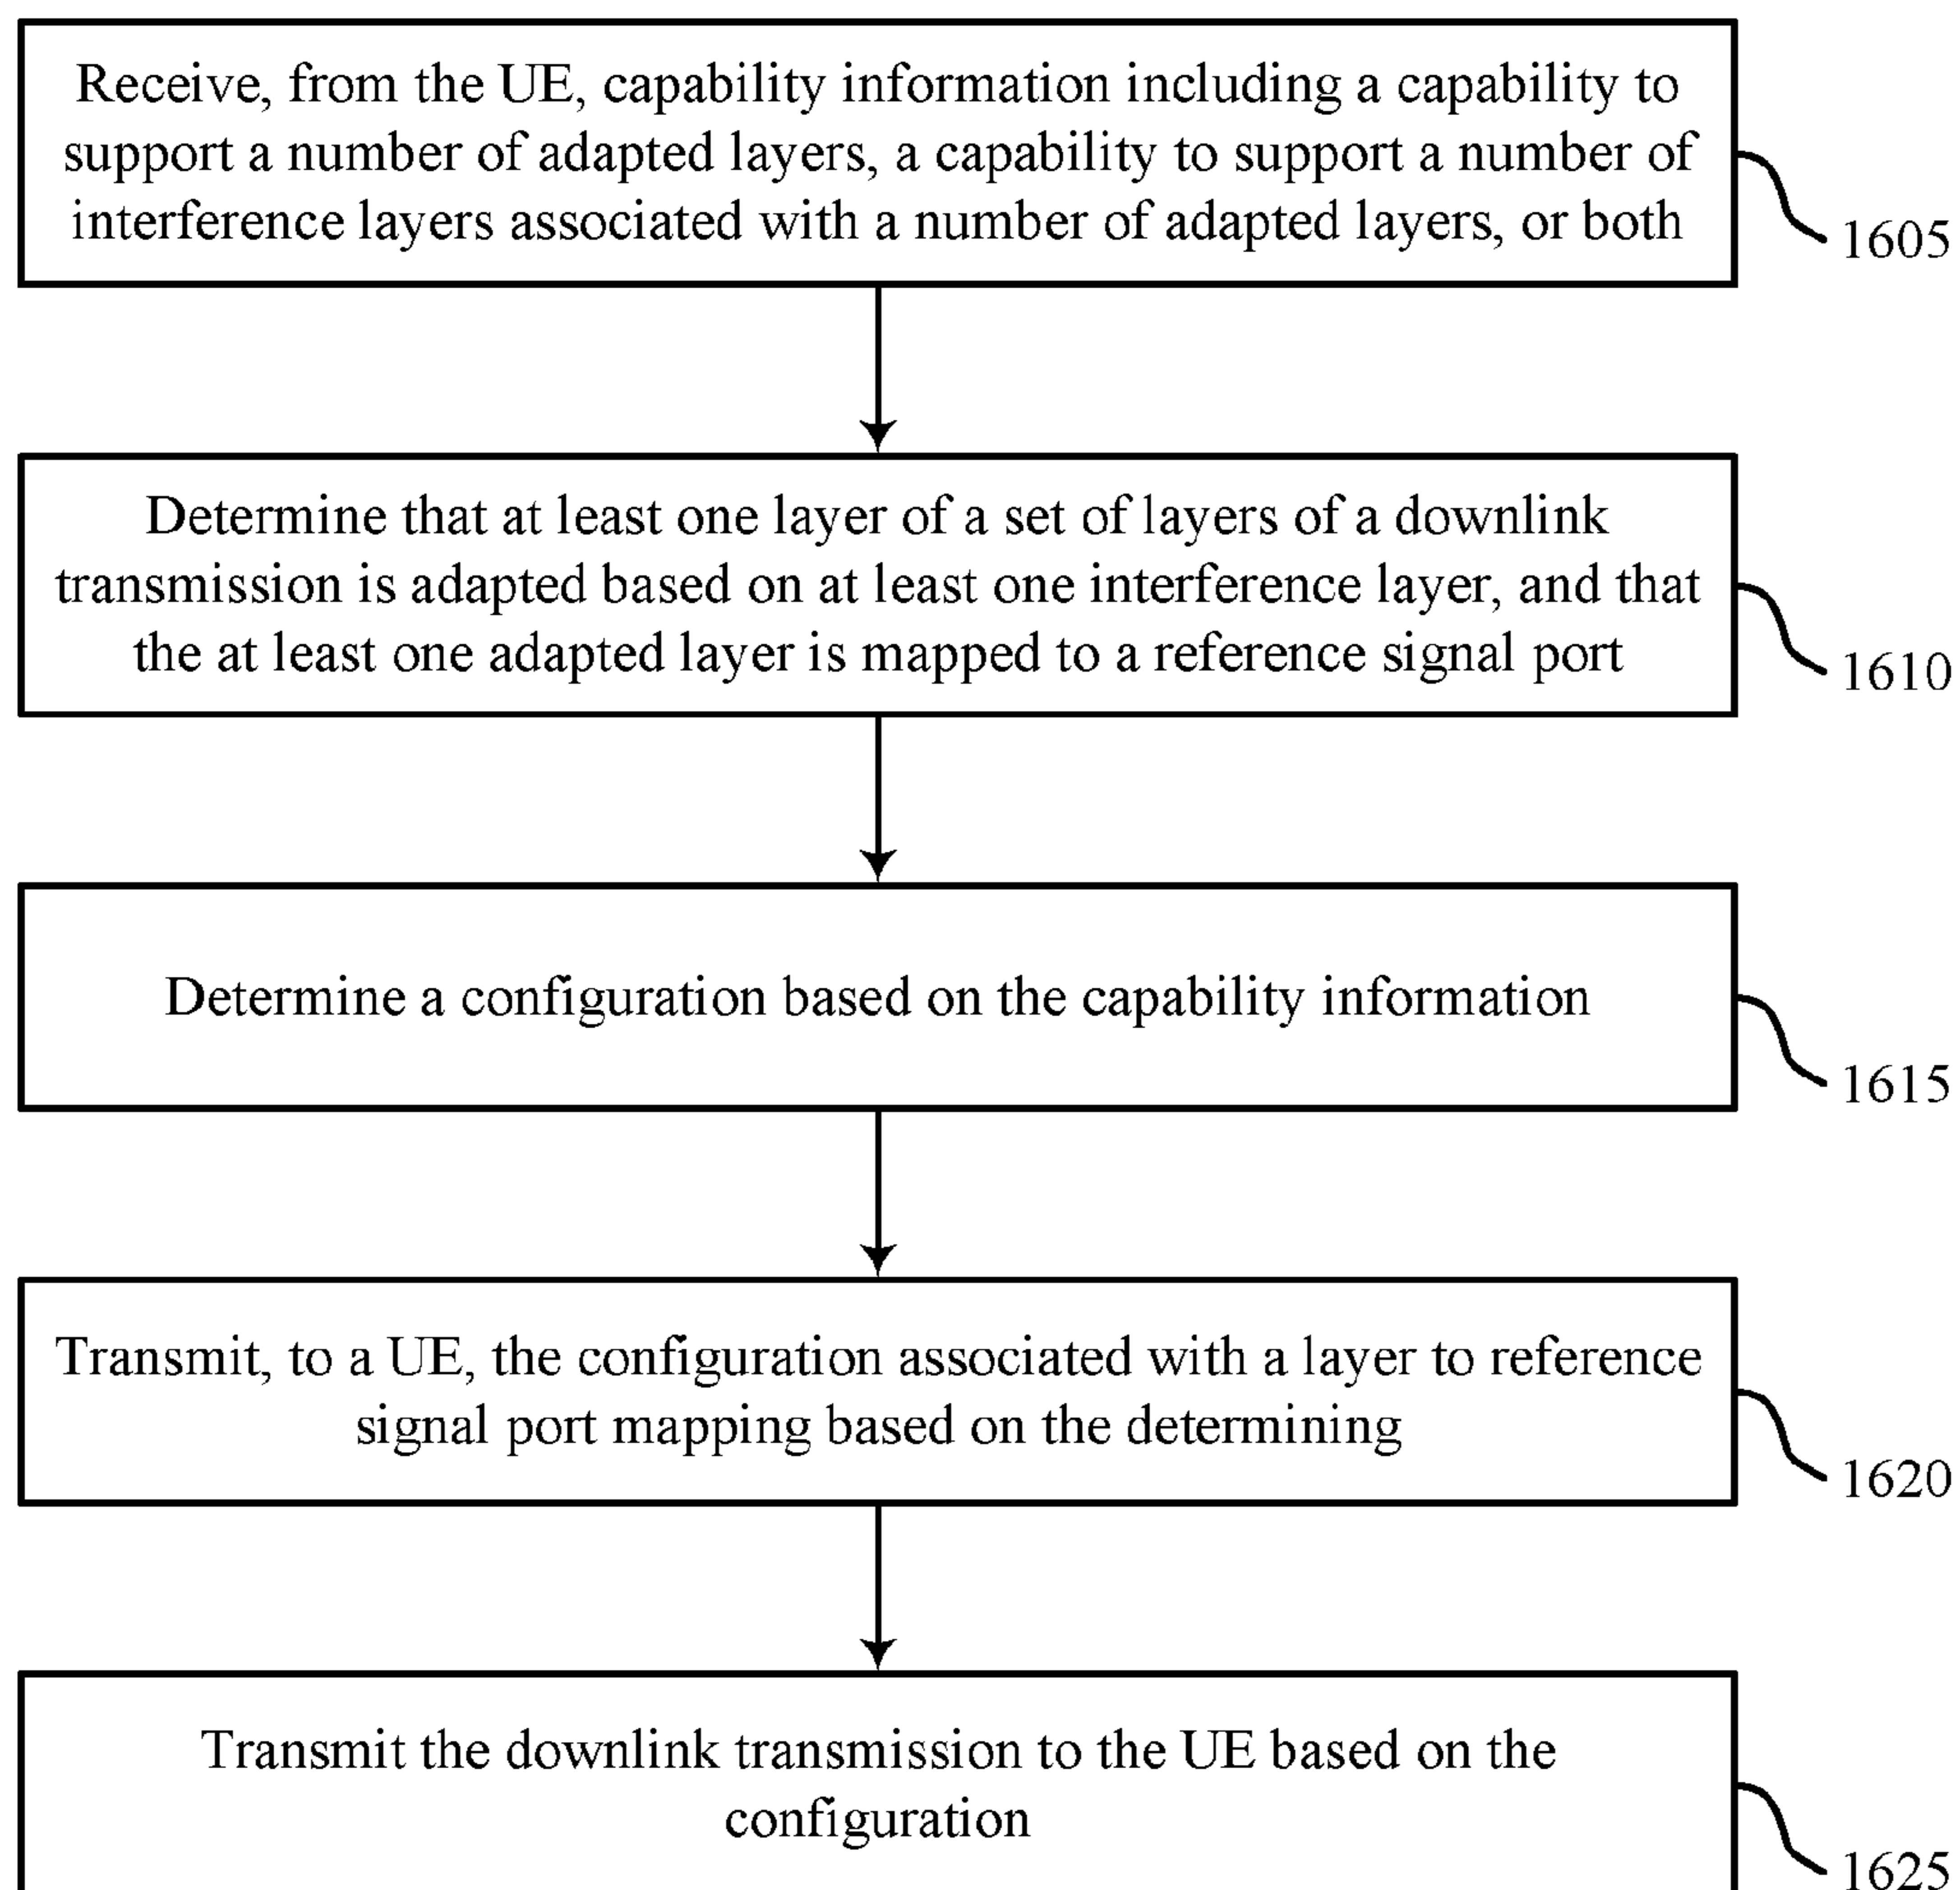 Receive, from the UE, capability information including a capability to
support a number of adapted layers, a capability to support a number of
interference layers associated with a number of adapted layers, or both
1605
Determine that at least one layer of a set of layers of a downlink
transmission is adapted based on at least one interference layer, and that
the at least one adapted layer is mapped to a reference signal port
1610
Determine a configuration based on the capability information
1615
Transmit, to a UE, the configuration associated with a layer to reference
signal port mapping based on the determining
1620
Transmit the downlink transmission to the UE based on the
configuration
1625